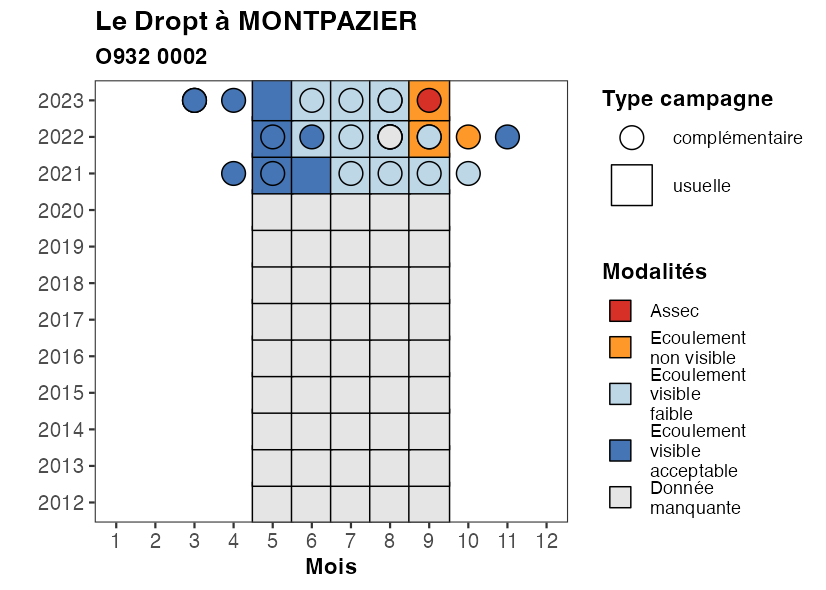 Le Dropt à MONTPAZIER
O932 0002
2023
2022
2021
2020
2019
2018
2017
2016
2015
2014
2013
2012
1 2 3 4 5 6 7 8 9 10 11 12
Mois
Type campagne
complémentaire
usuelle
Modalités
Assec
Ecoulement
non visible
Ecoulement
visible
faible
Ecoulement
visible
acceptable
Donnée
manquante